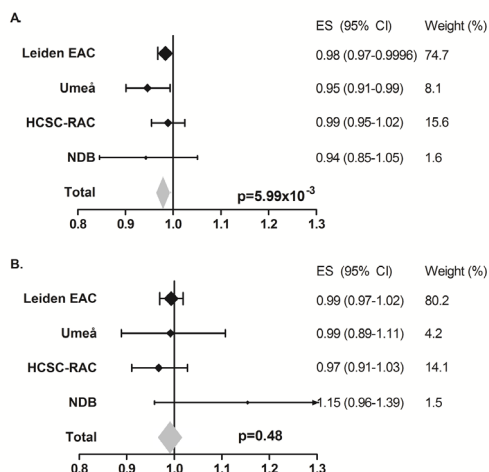 A.
ES (95% CI) Weight (%)
Leiden EAC 0.98 (0.97-0.9996) 74.7
Umeå 0.95 (0.91-0.99) 8.1
HCSC-RAC 0.99 (0.95-1.02) 15.6
NDB 0.94 (0.85-1.05) 1.6
Total p=5.99x10⁻³
0.8 0.9 1.0 1.1 1.2 1.3
B.
ES (95% CI) Weight (%)
Leiden EAC 0.99 (0.97-1.02) 80.2
Umeå 0.99 (0.89-1.11) 4.2
HCSC-RAC 0.97 (0.91-1.03) 14.1
NDB 1.15 (0.96-1.39) 1.5
Total p=0.48
0.8 0.9 1.0 1.1 1.2 1.3